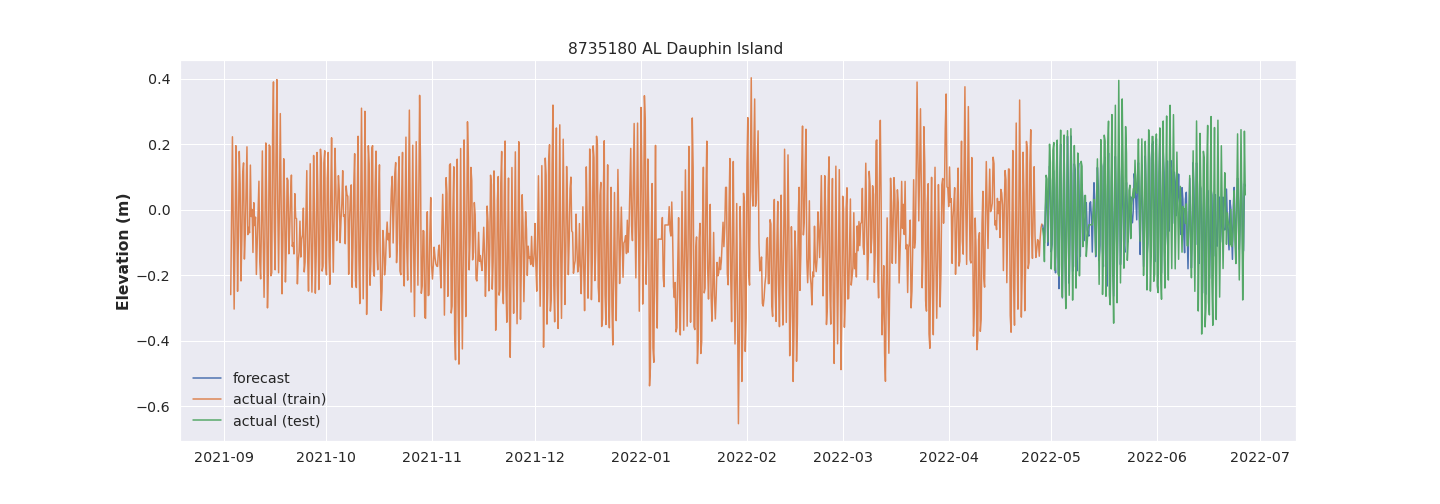 8735180 AL Dauphin Island
Elevation (m)
0.4
0.2
0.0
−0.2
−0.4
−0.6
forecast
actual (train)
actual (test)
2021-09 2021-10 2021-11 2021-12 2022-01 2022-02 2022-03 2022-04 2022-05 2022-06 2022-07